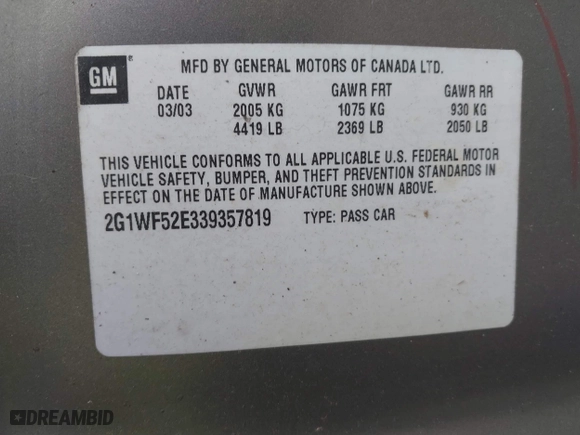 GM
MFD BY GENERAL MOTORS OF CANADA LTD.
DATE GVWR GAWR FRT GAWR RR
03/03 2005 KG 1075 KG 930 KG
4419 LB 2369 LB 2050 LB
THIS VEHICLE CONFORMS TO ALL APPLICABLE U.S. FEDERAL MOTOR
VEHICLE SAFETY, BUMPER, AND THEFT PREVENTION STANDARDS IN
EFFECT ON THE DATE OF MANUFACTURE SHOWN ABOVE.
2G1WF52E339357819 TYPE: PASS CAR
DREAMBID